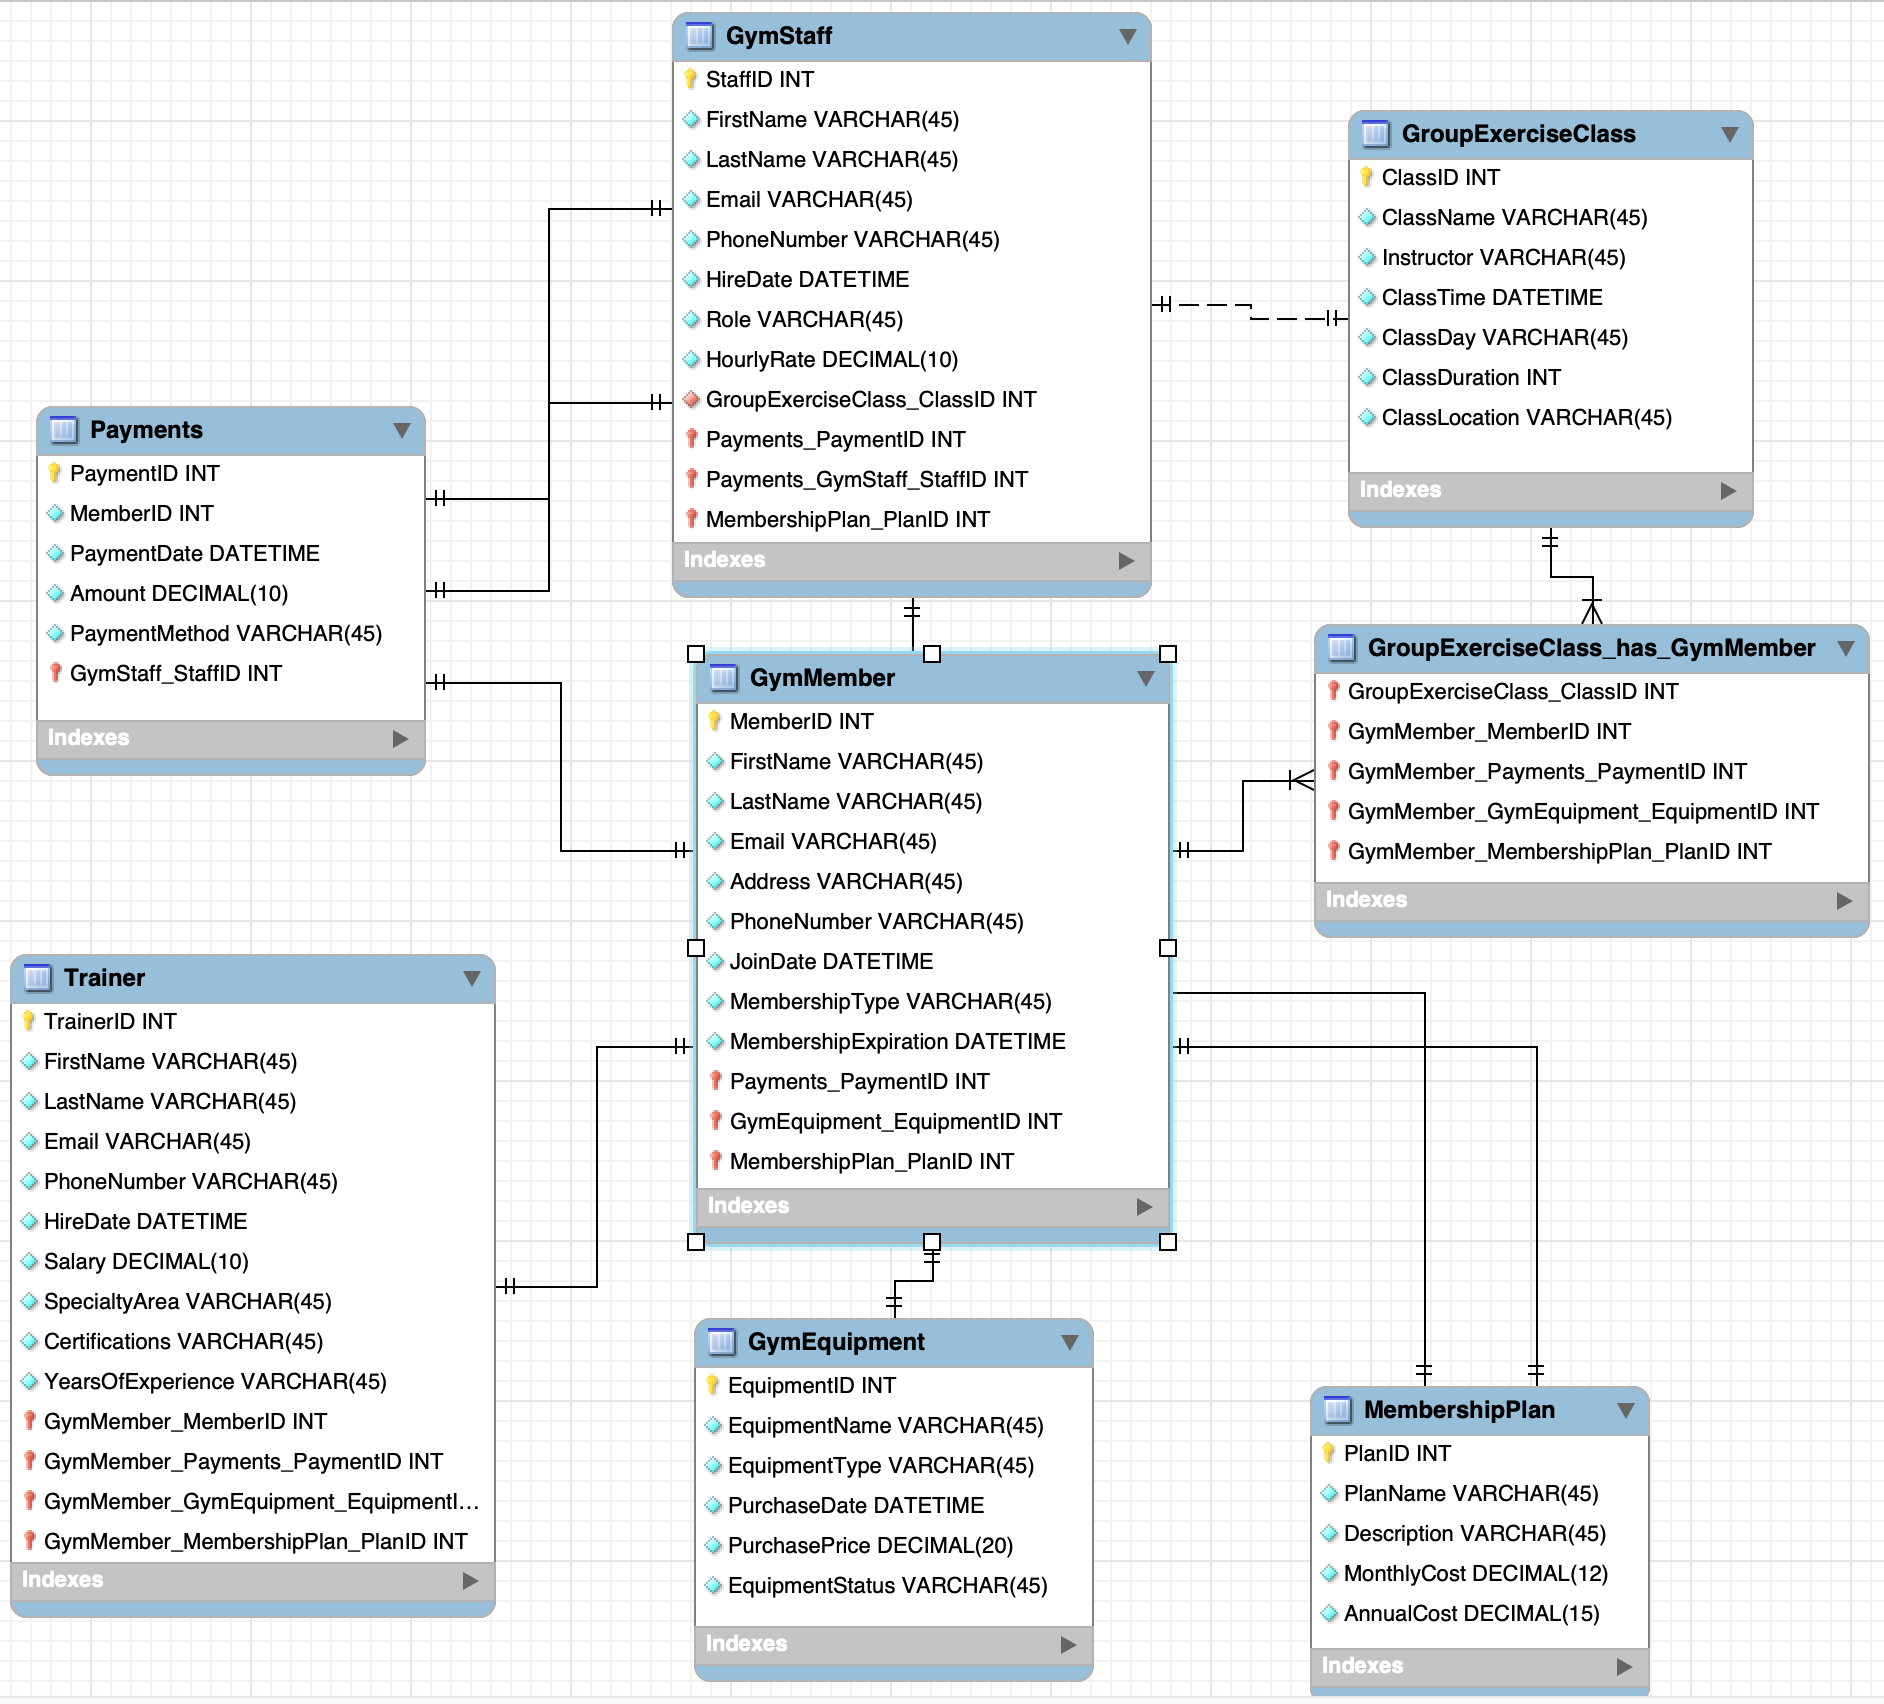 GymStaff
StaffID INT
FirstName VARCHAR(45)
LastName VARCHAR(45)
Email VARCHAR(45)
PhoneNumber VARCHAR(45)
HireDate DATETIME
Role VARCHAR(45)
HourlyRate DECIMAL(10)
GroupExerciseClass_ClassID INT
Payments_PaymentID INT
Payments_GymStaff_StaffID INT
MembershipPlan_PlanID INT
Indexes
GroupExerciseClass
ClassID INT
ClassName VARCHAR(45)
Instructor VARCHAR(45)
ClassTime DATETIME
ClassDay VARCHAR(45)
ClassDuration INT
ClassLocation VARCHAR(45)
Indexes
Payments
PaymentID INT
MemberID INT
PaymentDate DATETIME
Amount DECIMAL(10)
PaymentMethod VARCHAR(45)
GymStaff_StaffID INT
Indexes
GymMember
MemberID INT
FirstName VARCHAR(45)
LastName VARCHAR(45)
Email VARCHAR(45)
Address VARCHAR(45)
PhoneNumber VARCHAR(45)
JoinDate DATETIME
MembershipType VARCHAR(45)
MembershipExpiration DATETIME
Payments_PaymentID INT
GymEquipment_EquipmentID INT
MembershipPlan_PlanID INT
Indexes
GroupExerciseClass_has_GymMember
GroupExerciseClass_ClassID INT
GymMember_MemberID INT
GymMember_Payments_PaymentID INT
GymMember_GymEquipment_EquipmentID INT
GymMember_MembershipPlan_PlanID INT
Indexes
Trainer
TrainerID INT
FirstName VARCHAR(45)
LastName VARCHAR(45)
Email VARCHAR(45)
PhoneNumber VARCHAR(45)
HireDate DATETIME
Salary DECIMAL(10)
SpecialtyArea VARCHAR(45)
Certifications VARCHAR(45)
YearsOfExperience VARCHAR(45)
GymMember_MemberID INT
GymMember_Payments_PaymentID INT
GymMember_GymEquipment_EquipmentI...
GymMember_MembershipPlan_PlanID INT
Indexes
GymEquipment
EquipmentID INT
EquipmentName VARCHAR(45)
EquipmentType VARCHAR(45)
PurchaseDate DATETIME
PurchasePrice DECIMAL(20)
EquipmentStatus VARCHAR(45)
Indexes
MembershipPlan
PlanID INT
PlanName VARCHAR(45)
Description VARCHAR(45)
MonthlyCost DECIMAL(12)
AnnualCost DECIMAL(15)
Indexes